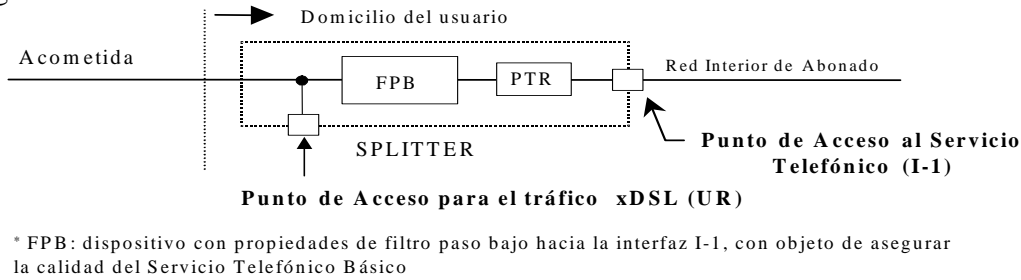 Domicilio del usuario
Acometida
FPB
PTR
Red Interior de Abonado
SPLITTER
Punto de Acceso al Servicio
Telefónico (I-1)
Punto de Acceso para el tráfico xDSL (UR)
* FPB: dispositivo con propiedades de filtro paso bajo hacia la interfaz I-1, con objeto de asegurar
la calidad del Servicio Telefónico Básico